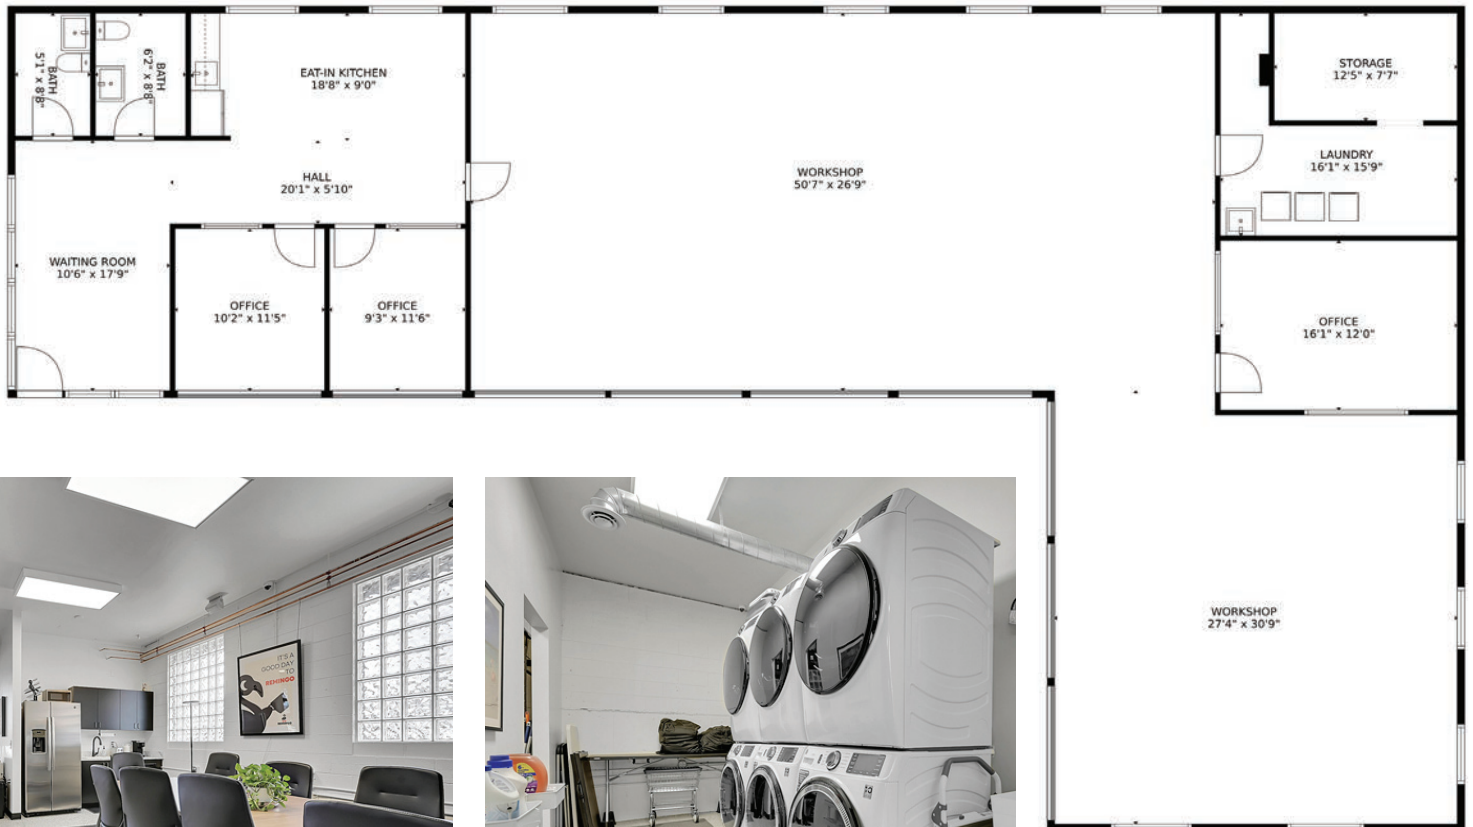 BATH
5'1" x 8'8"
BATH
6'2" x 8'8"
EAT-IN KITCHEN
18'8" x 9'0"
HALL
20'1" x 5'10"
WAITING ROOM
10'6" x 17'9"
OFFICE
10'2" x 11'5"
OFFICE
9'3" x 11'6"
WORKSHOP
50'7" x 26'9"
STORAGE
12'5" x 7'7"
LAUNDRY
16'1" x 15'9"
OFFICE
16'1" x 12'0"
WORKSHOP
27'4" x 30'9"
IT'S A
GOOD DAY
TO